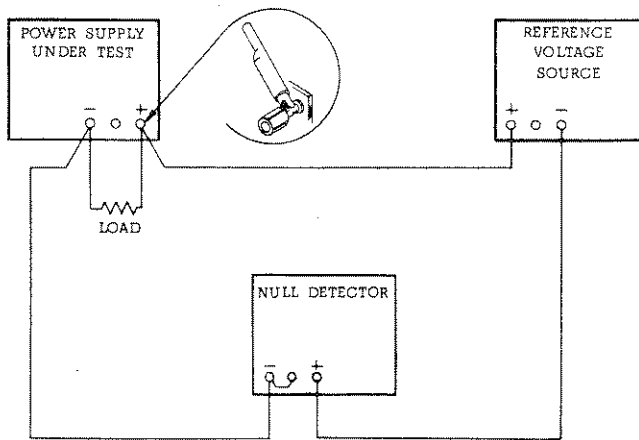 POWER SUPPLY
UNDER TEST
- +
REFERENCE
VOLTAGE
SOURCE
+ -
LOAD
NULL DETECTOR
- +